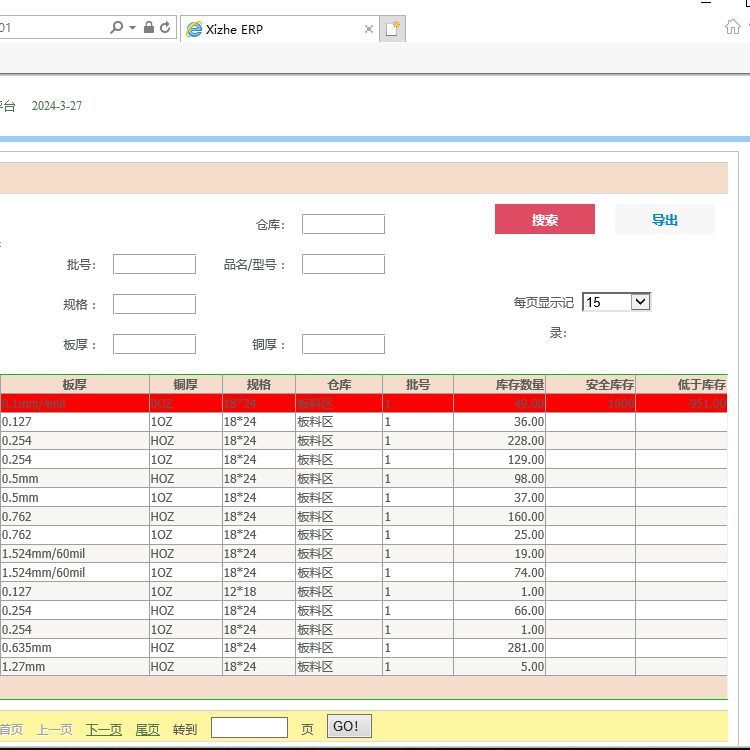 01
Xizhe ERP
平台 2024-3-27
仓库: 搜索 导出
批号: 品名/型号：
规格： 每页显示记录: 15
板厚： 铜厚：
板厚 铜厚 规格 仓库 批号 库存数量 安全库存 低于库存
0.1mm/4mil 18*24 板料区 1 49.00 1000 -951.00
0.127 1OZ 18*24 板料区 1 36.00
0.254 HOZ 18*24 板料区 1 228.00
0.254 1OZ 18*24 板料区 1 129.00
0.5mm HOZ 18*24 板料区 1 98.00
0.5mm 1OZ 18*24 板料区 1 37.00
0.762 HOZ 18*24 板料区 1 160.00
0.762 1OZ 18*24 板料区 1 25.00
1.524mm/60mil HOZ 18*24 板料区 1 19.00
1.524mm/60mil 1OZ 18*24 板料区 1 74.00
0.127 1OZ 12*18 板料区 1 1.00
0.254 HOZ 18*24 板料区 1 66.00
0.254 1OZ 18*24 板料区 1 1.00
0.635mm HOZ 18*24 板料区 1 281.00
1.27mm HOZ 18*24 板料区 1 5.00
首页 上一页 下一页 尾页 转到 页 GO!